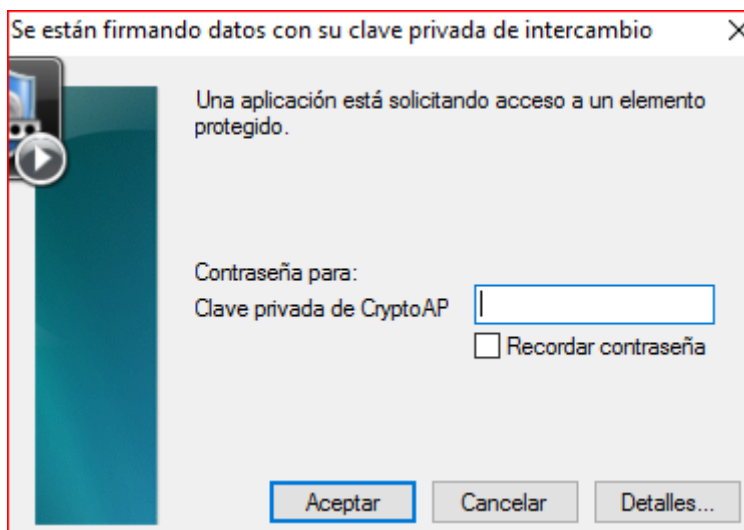 Se están firmando datos con su clave privada de intercambio
Una aplicación está solicitando acceso a un elemento
protegido.
Contraseña para:
Clave privada de CryptoAP
Recordar contraseña
Aceptar
Cancelar
Detalles...